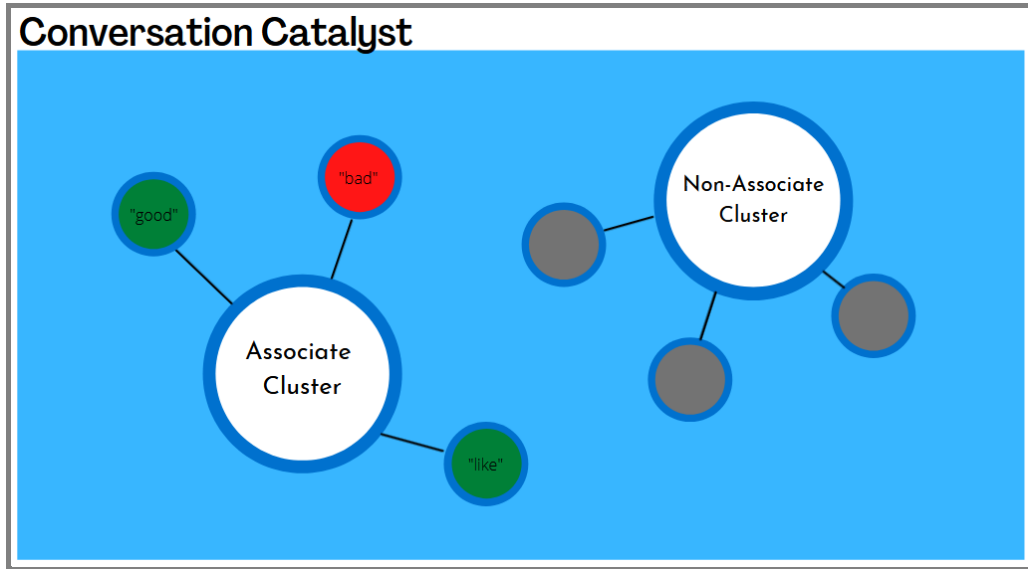 Conversation Catalyst
"good"
"bad"
Associate
Cluster
"like"
Non-Associate
Cluster